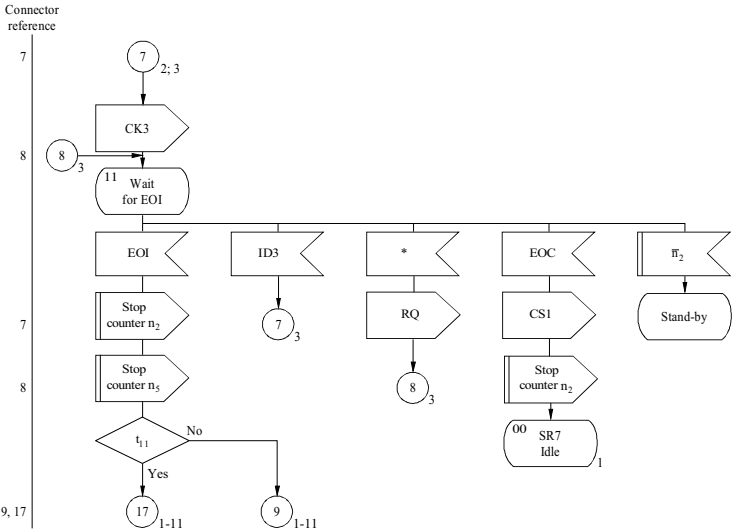 Connector
reference
7
7
2; 3
CK3
8
8
3
11
Wait
for EOI
EOI
ID3
*
EOC
n̅₂
Stop
counter n₂
7
3
RQ
CS1
Stand-by
7
Stop
counter n₅
8
3
Stop
counter n₂
8
t₁₁
No
Yes
00
SR7
Idle
1
9, 17
17
1-11
9
1-11